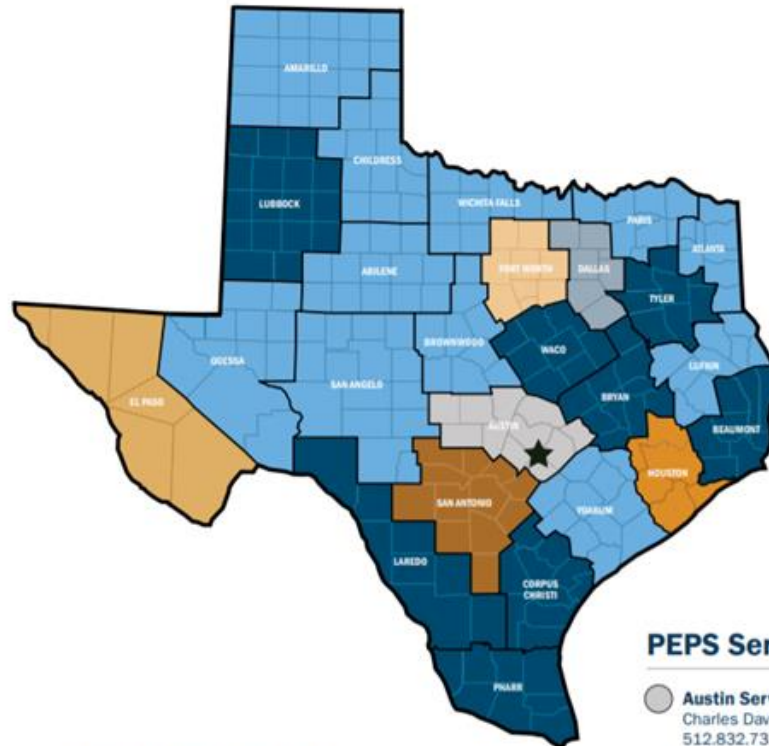 AMARILLO
CHILDRESS
LUBBOCK
WICHITA FALLS
PARIS
ATLANTA
FORT WORTH
DALLAS
ABILENE
TYLER
BROWNWOOD
WACO
ODESSA
SAN ANGELO
LUFKIN
EL PASO
BRYAN
AUSTIN
BEAUMONT
HOUSTON
SAN ANTONIO
YOAKUM
LAREDO
CORPUS
CHRISTI
PHARR
PEPS Ser
Austin Serv
Charles Dav
512.832.73